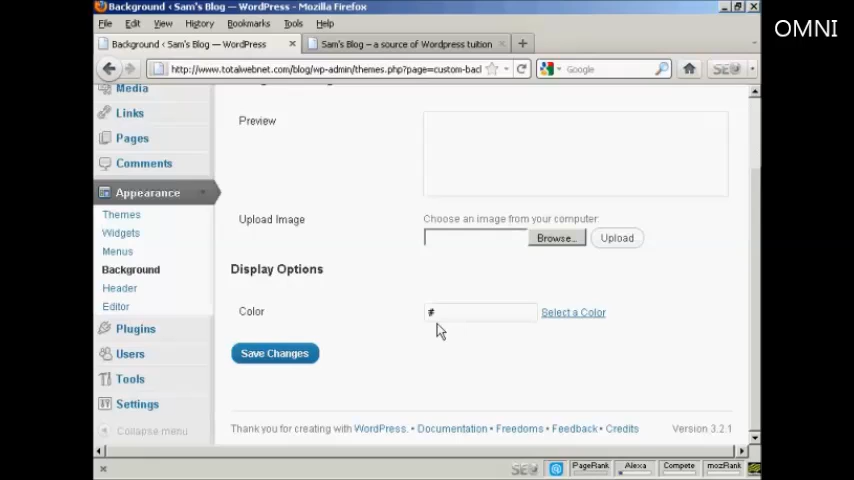 Background ‹ Sam's Blog — WordPress - Mozilla Firefox
OMNI
File Edit View History Bookmarks Tools Help
Background ‹ Sam's Blog — WordPress
Sam's Blog – a source of Wordpress tuition
http://www.totalwebnet.com/blog/wp-admin/themes.php?page=custom-bacl
Google
SEO
Media
Links
Pages
Comments
Appearance
Themes
Widgets
Menus
Background
Header
Editor
Plugins
Users
Tools
Settings
Collapse menu
Preview
Upload Image
Choose an image from your computer:
Browse...
Upload
Display Options
Color
#
Select a Color
Save Changes
Thank you for creating with WordPress. • Documentation • Freedoms • Feedback • Credits
Version 3.2.1
SEO
PageRank
Alexa
Compete
mozRank